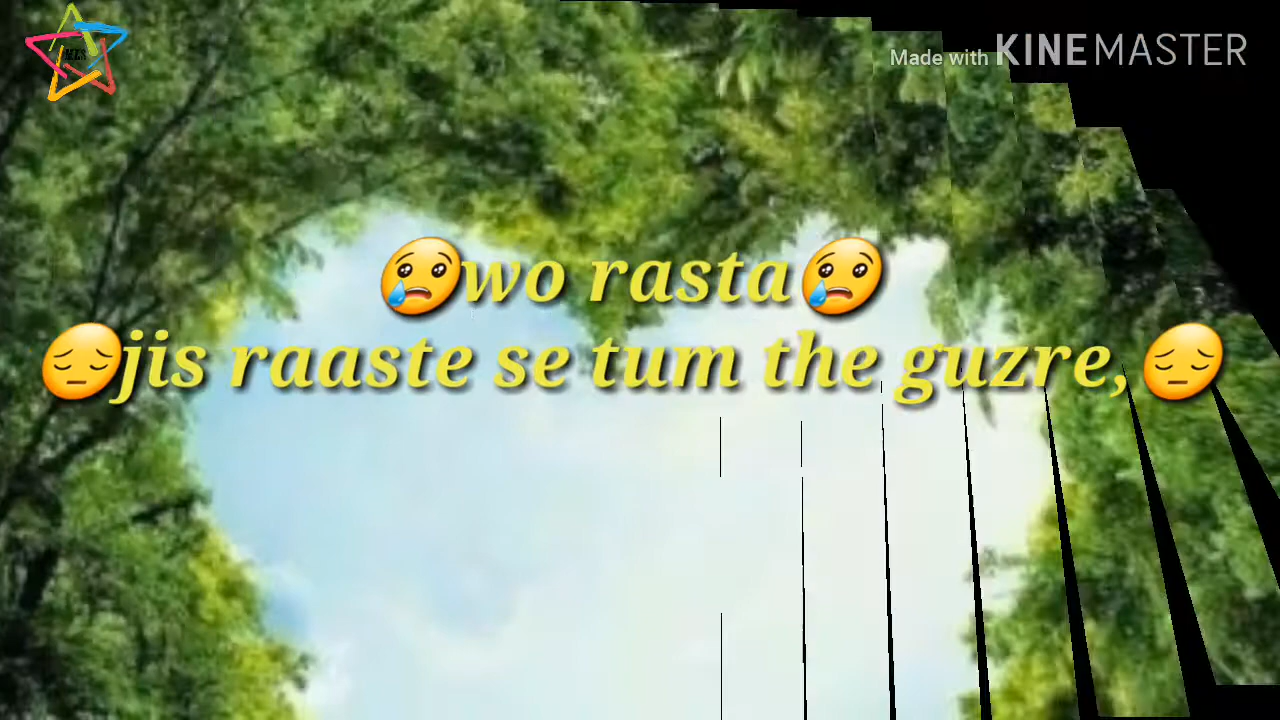 Made with KINEMASTER
😢wo rasta😢
😔jis raaste se tum the guzre,😔